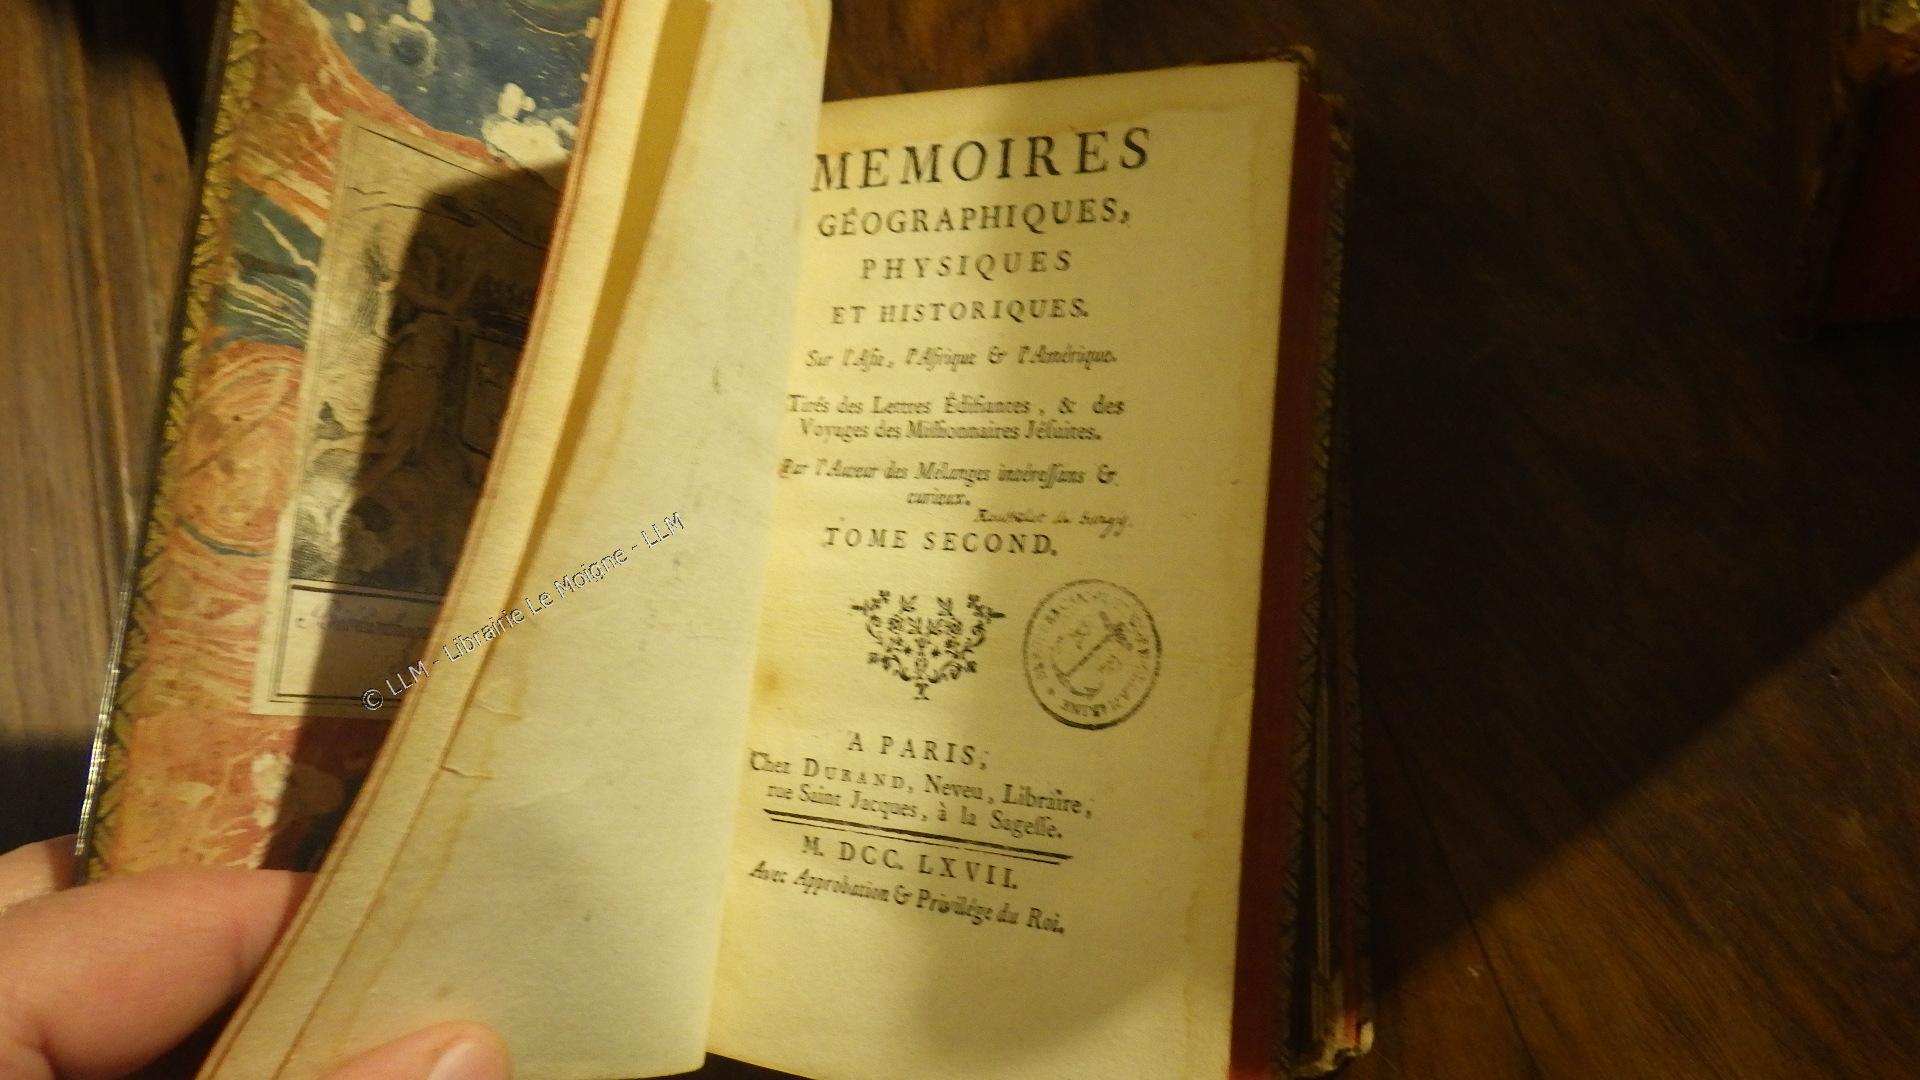 MEMOIRES
GÉOGRAPHIQUES,
PHYSIQUES
ET HISTORIQUES.
Sur l'Asie, l'Afrique & l'Amérique.
Tirés des Lettres Édifiantes, & des
Voyages des Missionnaires Jésuites.
Par l'Auteur des Mélanges intéressans &
curieux.
TOME SECOND.
A PARIS,
Chez DURAND, Neveu, Libraire,
rue Saint Jacques, à la Sagesse.
M. DCC. LXVII.
Avec Approbation & Privilége du Roi.
© LLM - Librairie Le Moigne - LLM